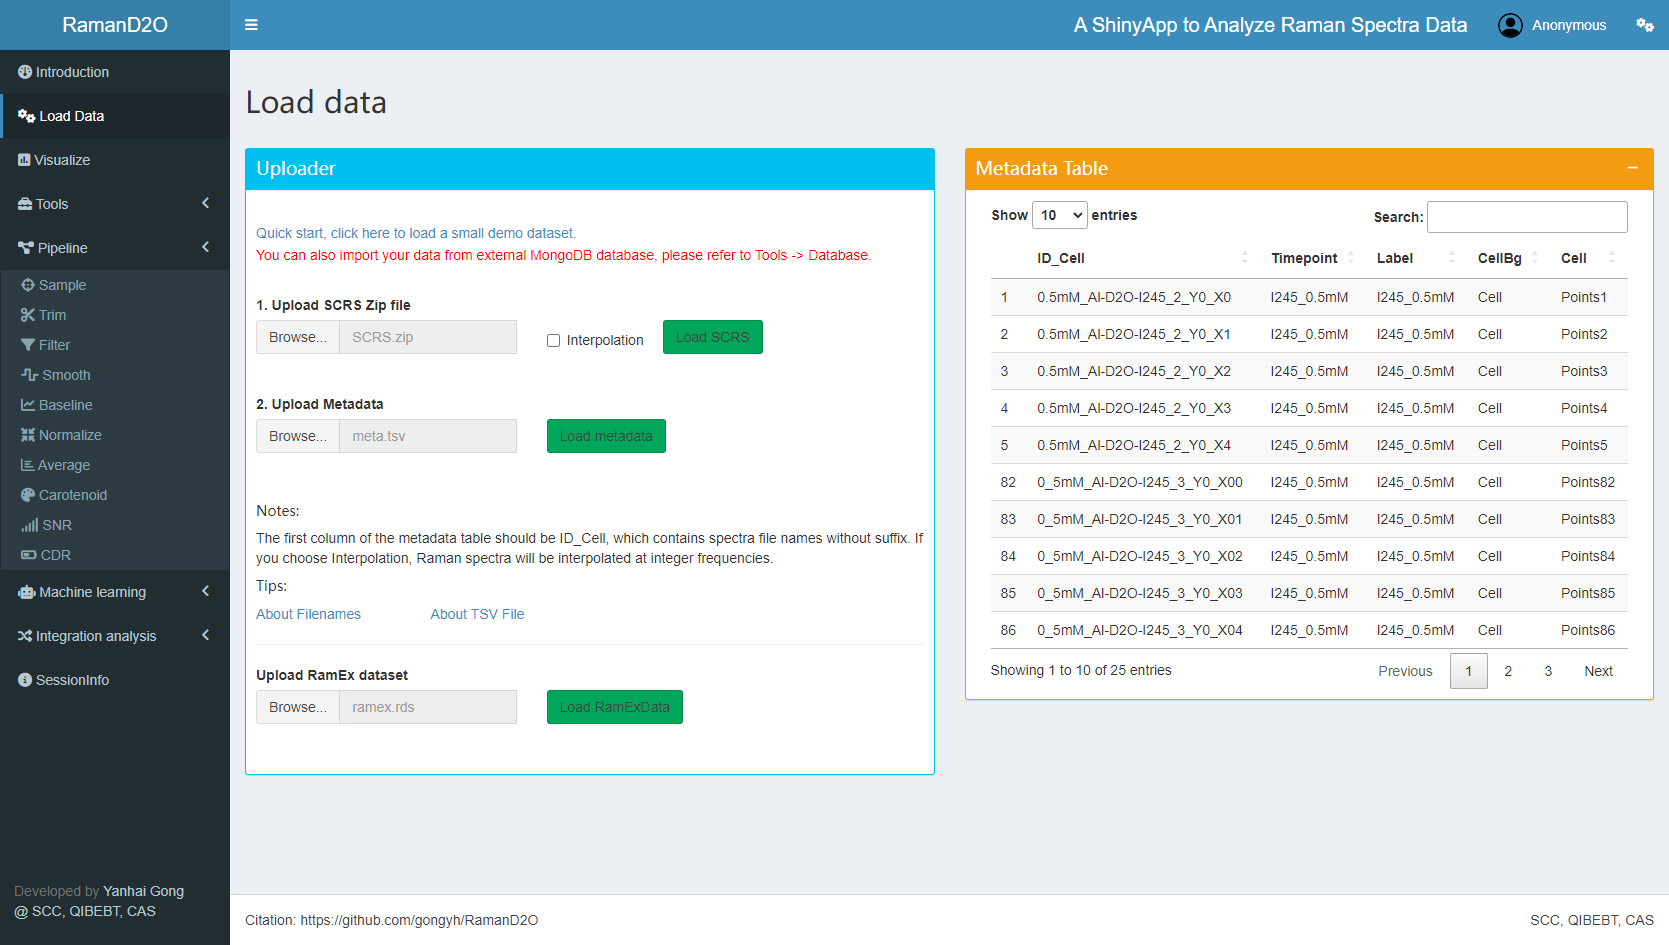 RamanD2O
A ShinyApp to Analyze Raman Spectra Data
Anonymous
Introduction
Load Data
Visualize
Tools
Pipeline
Sample
Trim
Filter
Smooth
Baseline
Normalize
Average
Carotenoid
SNR
CDR
Machine learning
Integration analysis
SessionInfo
Developed by Yanhai Gong
@ SCC, QIBEBT, CAS
Load data
Uploader
Quick start, click here to load a small demo dataset.
You can also import your data from external MongoDB database, please refer to Tools -> Database.
1. Upload SCRS Zip file
Browse... SCRS.zip Interpolation Load SCRS
2. Upload Metadata
Browse... meta.tsv Load metadata
Notes:
The first column of the metadata table should be ID_Cell, which contains spectra file names without suffix. If
you choose Interpolation, Raman spectra will be interpolated at integer frequencies.
Tips:
About Filenames About TSV File
Upload RamEx dataset
Browse... ramex.rds Load RamExData
Metadata Table
Show 10 entries Search:
ID_Cell Timepoint Label CellBg Cell
1 0.5mM_AI-D2O-I245_2_Y0_X0 I245_0.5mM I245_0.5mM Cell Points1
2 0.5mM_AI-D2O-I245_2_Y0_X1 I245_0.5mM I245_0.5mM Cell Points2
3 0.5mM_AI-D2O-I245_2_Y0_X2 I245_0.5mM I245_0.5mM Cell Points3
4 0.5mM_AI-D2O-I245_2_Y0_X3 I245_0.5mM I245_0.5mM Cell Points4
5 0.5mM_AI-D2O-I245_2_Y0_X4 I245_0.5mM I245_0.5mM Cell Points5
82 0_5mM_AI-D2O-I245_3_Y0_X00 I245_0.5mM I245_0.5mM Cell Points82
83 0_5mM_AI-D2O-I245_3_Y0_X01 I245_0.5mM I245_0.5mM Cell Points83
84 0_5mM_AI-D2O-I245_3_Y0_X02 I245_0.5mM I245_0.5mM Cell Points84
85 0_5mM_AI-D2O-I245_3_Y0_X03 I245_0.5mM I245_0.5mM Cell Points85
86 0_5mM_AI-D2O-I245_3_Y0_X04 I245_0.5mM I245_0.5mM Cell Points86
Showing 1 to 10 of 25 entries Previous 1 2 3 Next
Citation: https://github.com/gongyh/RamanD2O
SCC, QIBEBT, CAS